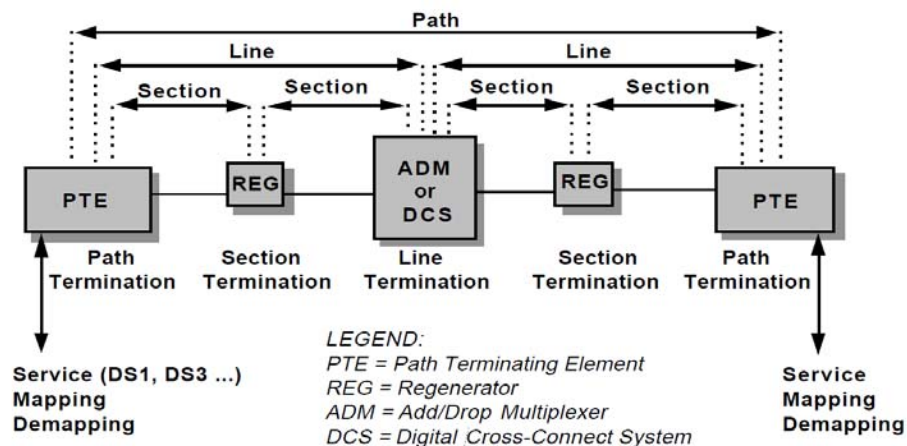 Path
Line
Line
Section
Section
Section
Section
PTE
REG
ADM
or
DCS
REG
PTE
Path
Termination
Section
Termination
Line
Termination
Section
Termination
Path
Termination
Service (DS1, DS3 ...)
Mapping
Demapping
LEGEND:
PTE = Path Terminating Element
REG = Regenerator
ADM = Add/Drop Multiplexer
DCS = Digital Cross-Connect System
Service
Mapping
Demapping